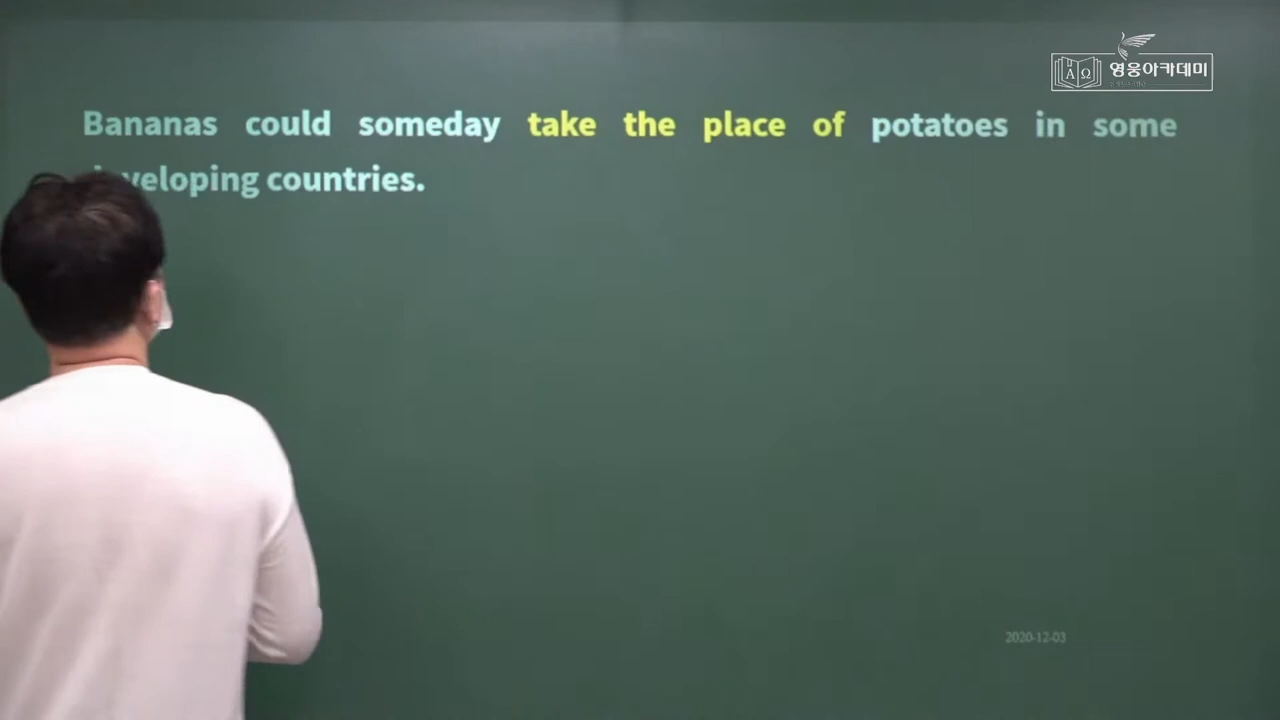 영웅아카데미
Bananas could someday take the place of potatoes in some
developing countries.
2020-12-03